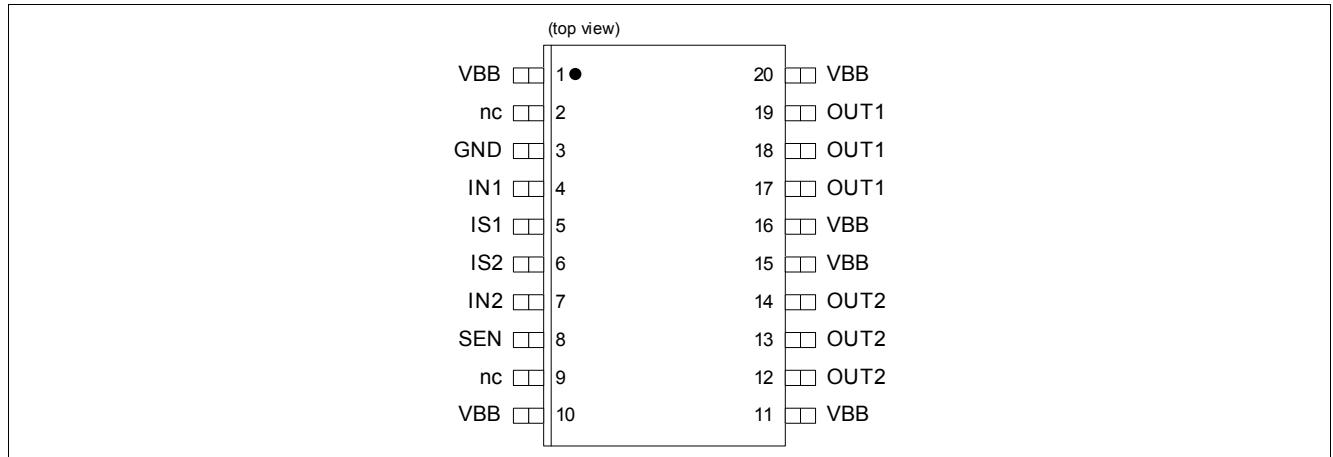 (top view)
VBB 1 20 VBB
nc 2 19 OUT1
GND 3 18 OUT1
IN1 4 17 OUT1
IS1 5 16 VBB
IS2 6 15 VBB
IN2 7 14 OUT2
SEN 8 13 OUT2
nc 9 12 OUT2
VBB 10 11 VBB